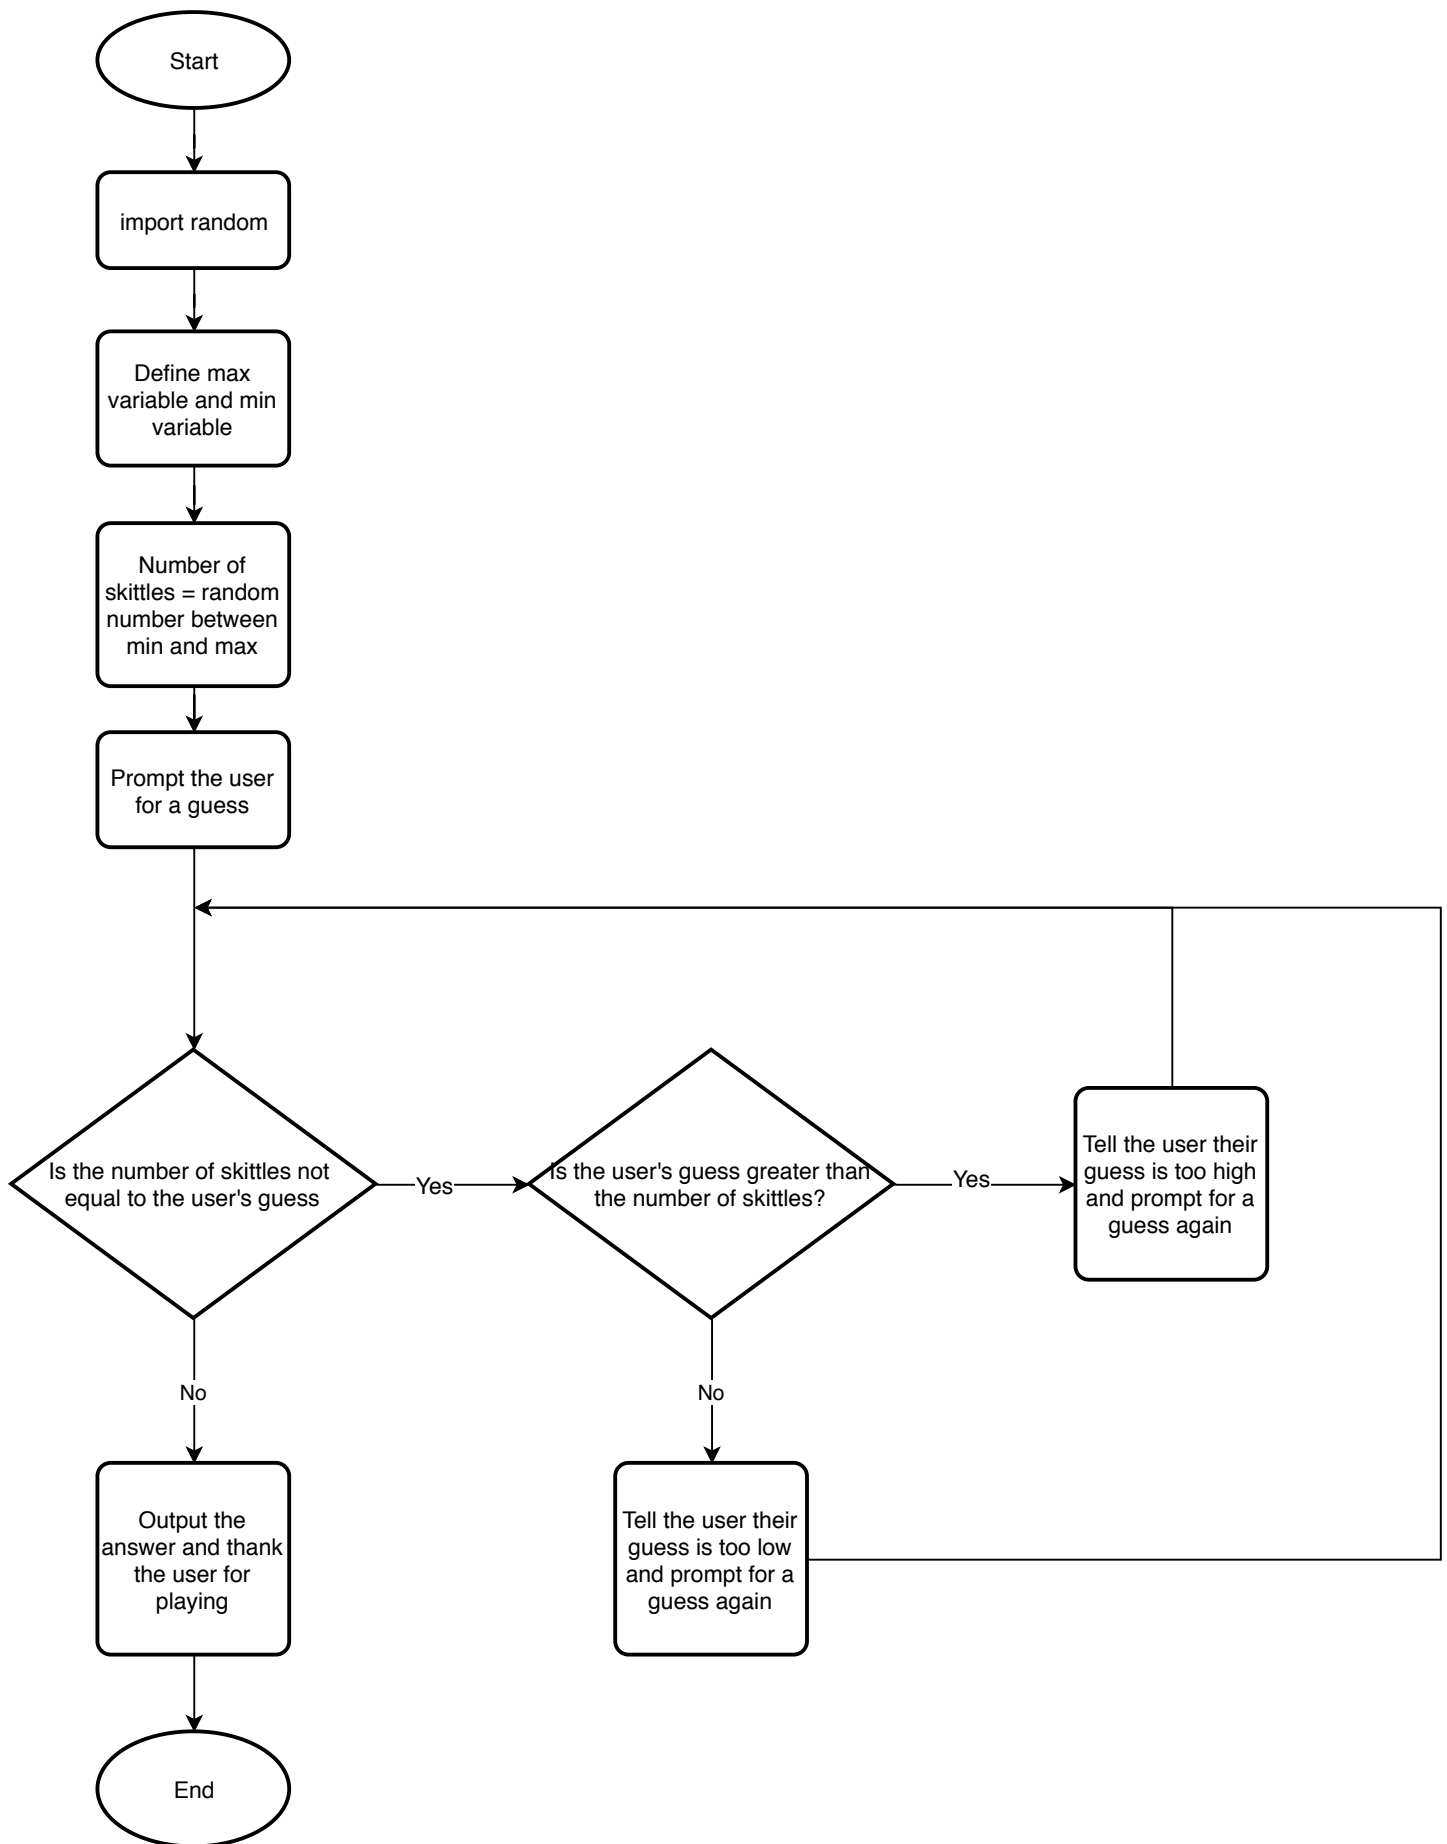 Start
import random
Define max
variable and min
variable
Number of
skittles = random
number between
min and max
Prompt the user
for a guess
Is the number of skittles not
equal to the user's guess
Yes
Is the user's guess greater than
the number of skittles?
Yes
Tell the user their
guess is too high
and prompt for a
guess again
No
No
Output the
answer and thank
the user for
playing
Tell the user their
guess is too low
and prompt for a
guess again
End